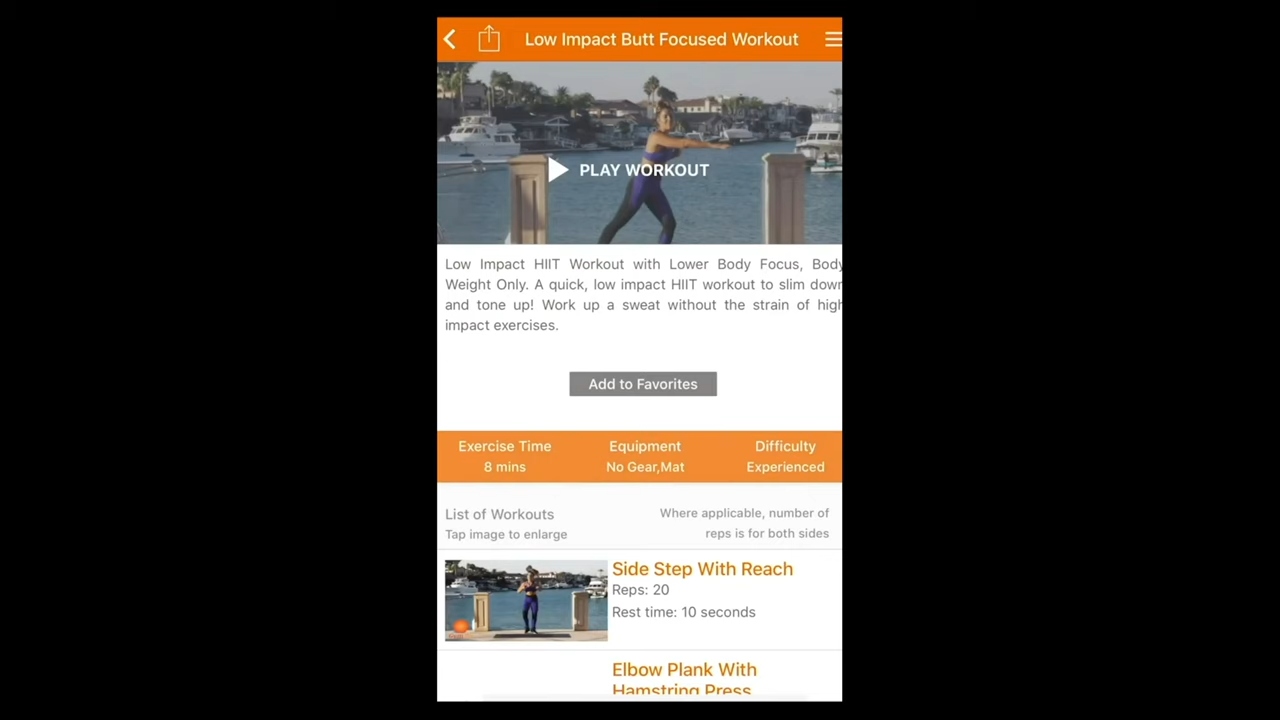 Low Impact Butt Focused Workout
PLAY WORKOUT
Low Impact HIIT Workout with Lower Body Focus, Body
Weight Only. A quick, low impact HIIT workout to slim down
and tone up! Work up a sweat without the strain of high
impact exercises.
Add to Favorites
Exercise Time Equipment Difficulty
8 mins No Gear,Mat Experienced
List of Workouts
Tap image to enlarge
Where applicable, number of
reps is for both sides
Side Step With Reach
Reps: 20
Rest time: 10 seconds
Elbow Plank With
Hamstring Press